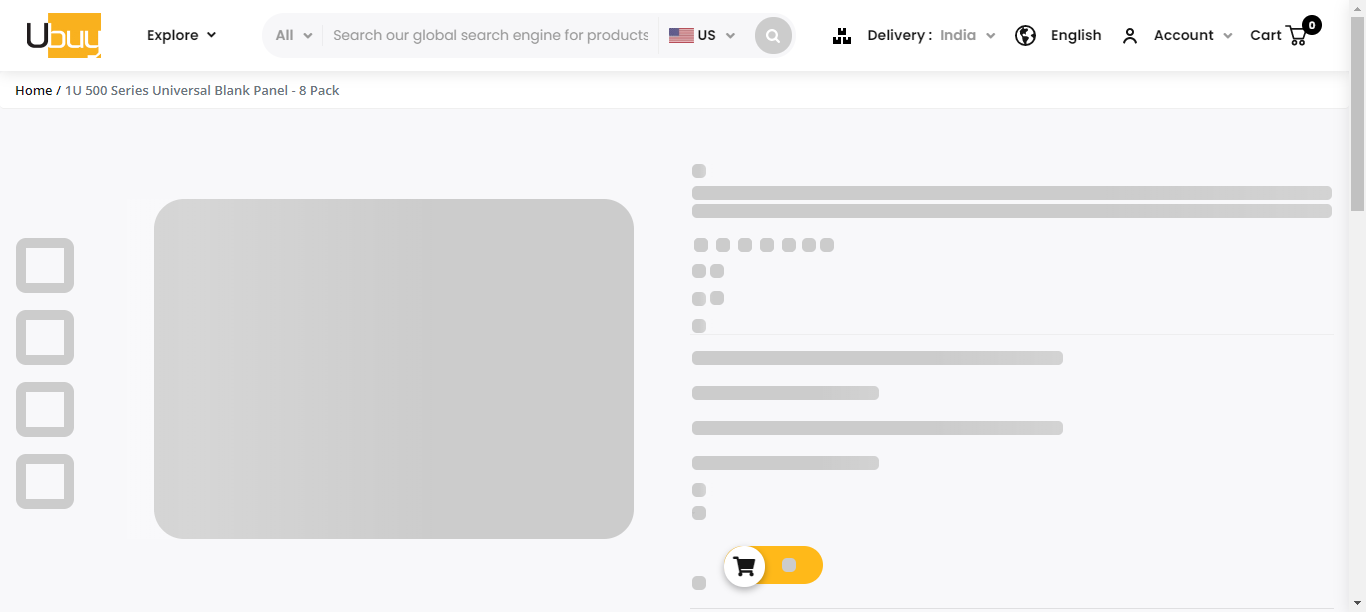 Ubuy
Explore
All
Search our global search engine for products
US
Delivery : India
English
Account
Cart
0
Home / 1U 500 Series Universal Blank Panel - 8 Pack